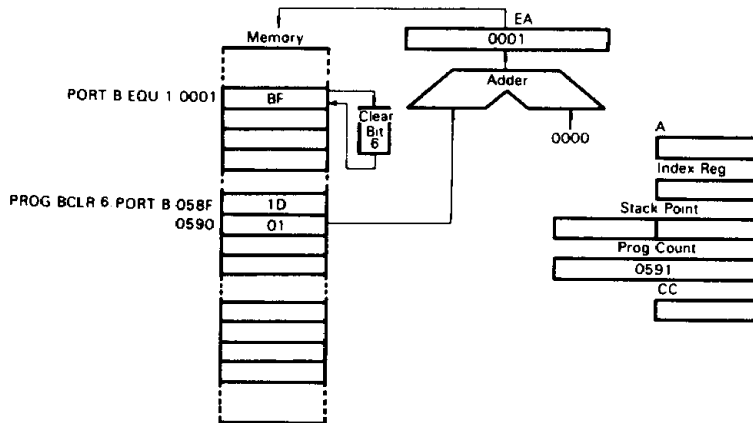 EA
Memory
0001
Adder
PORT B EQU 1 0001
BF
Clear
Bit
6
0000
A
Index Reg
PROG BCLR 6 PORT B 058F
1D
0590
01
Stack Point
Prog Count
0591
CC